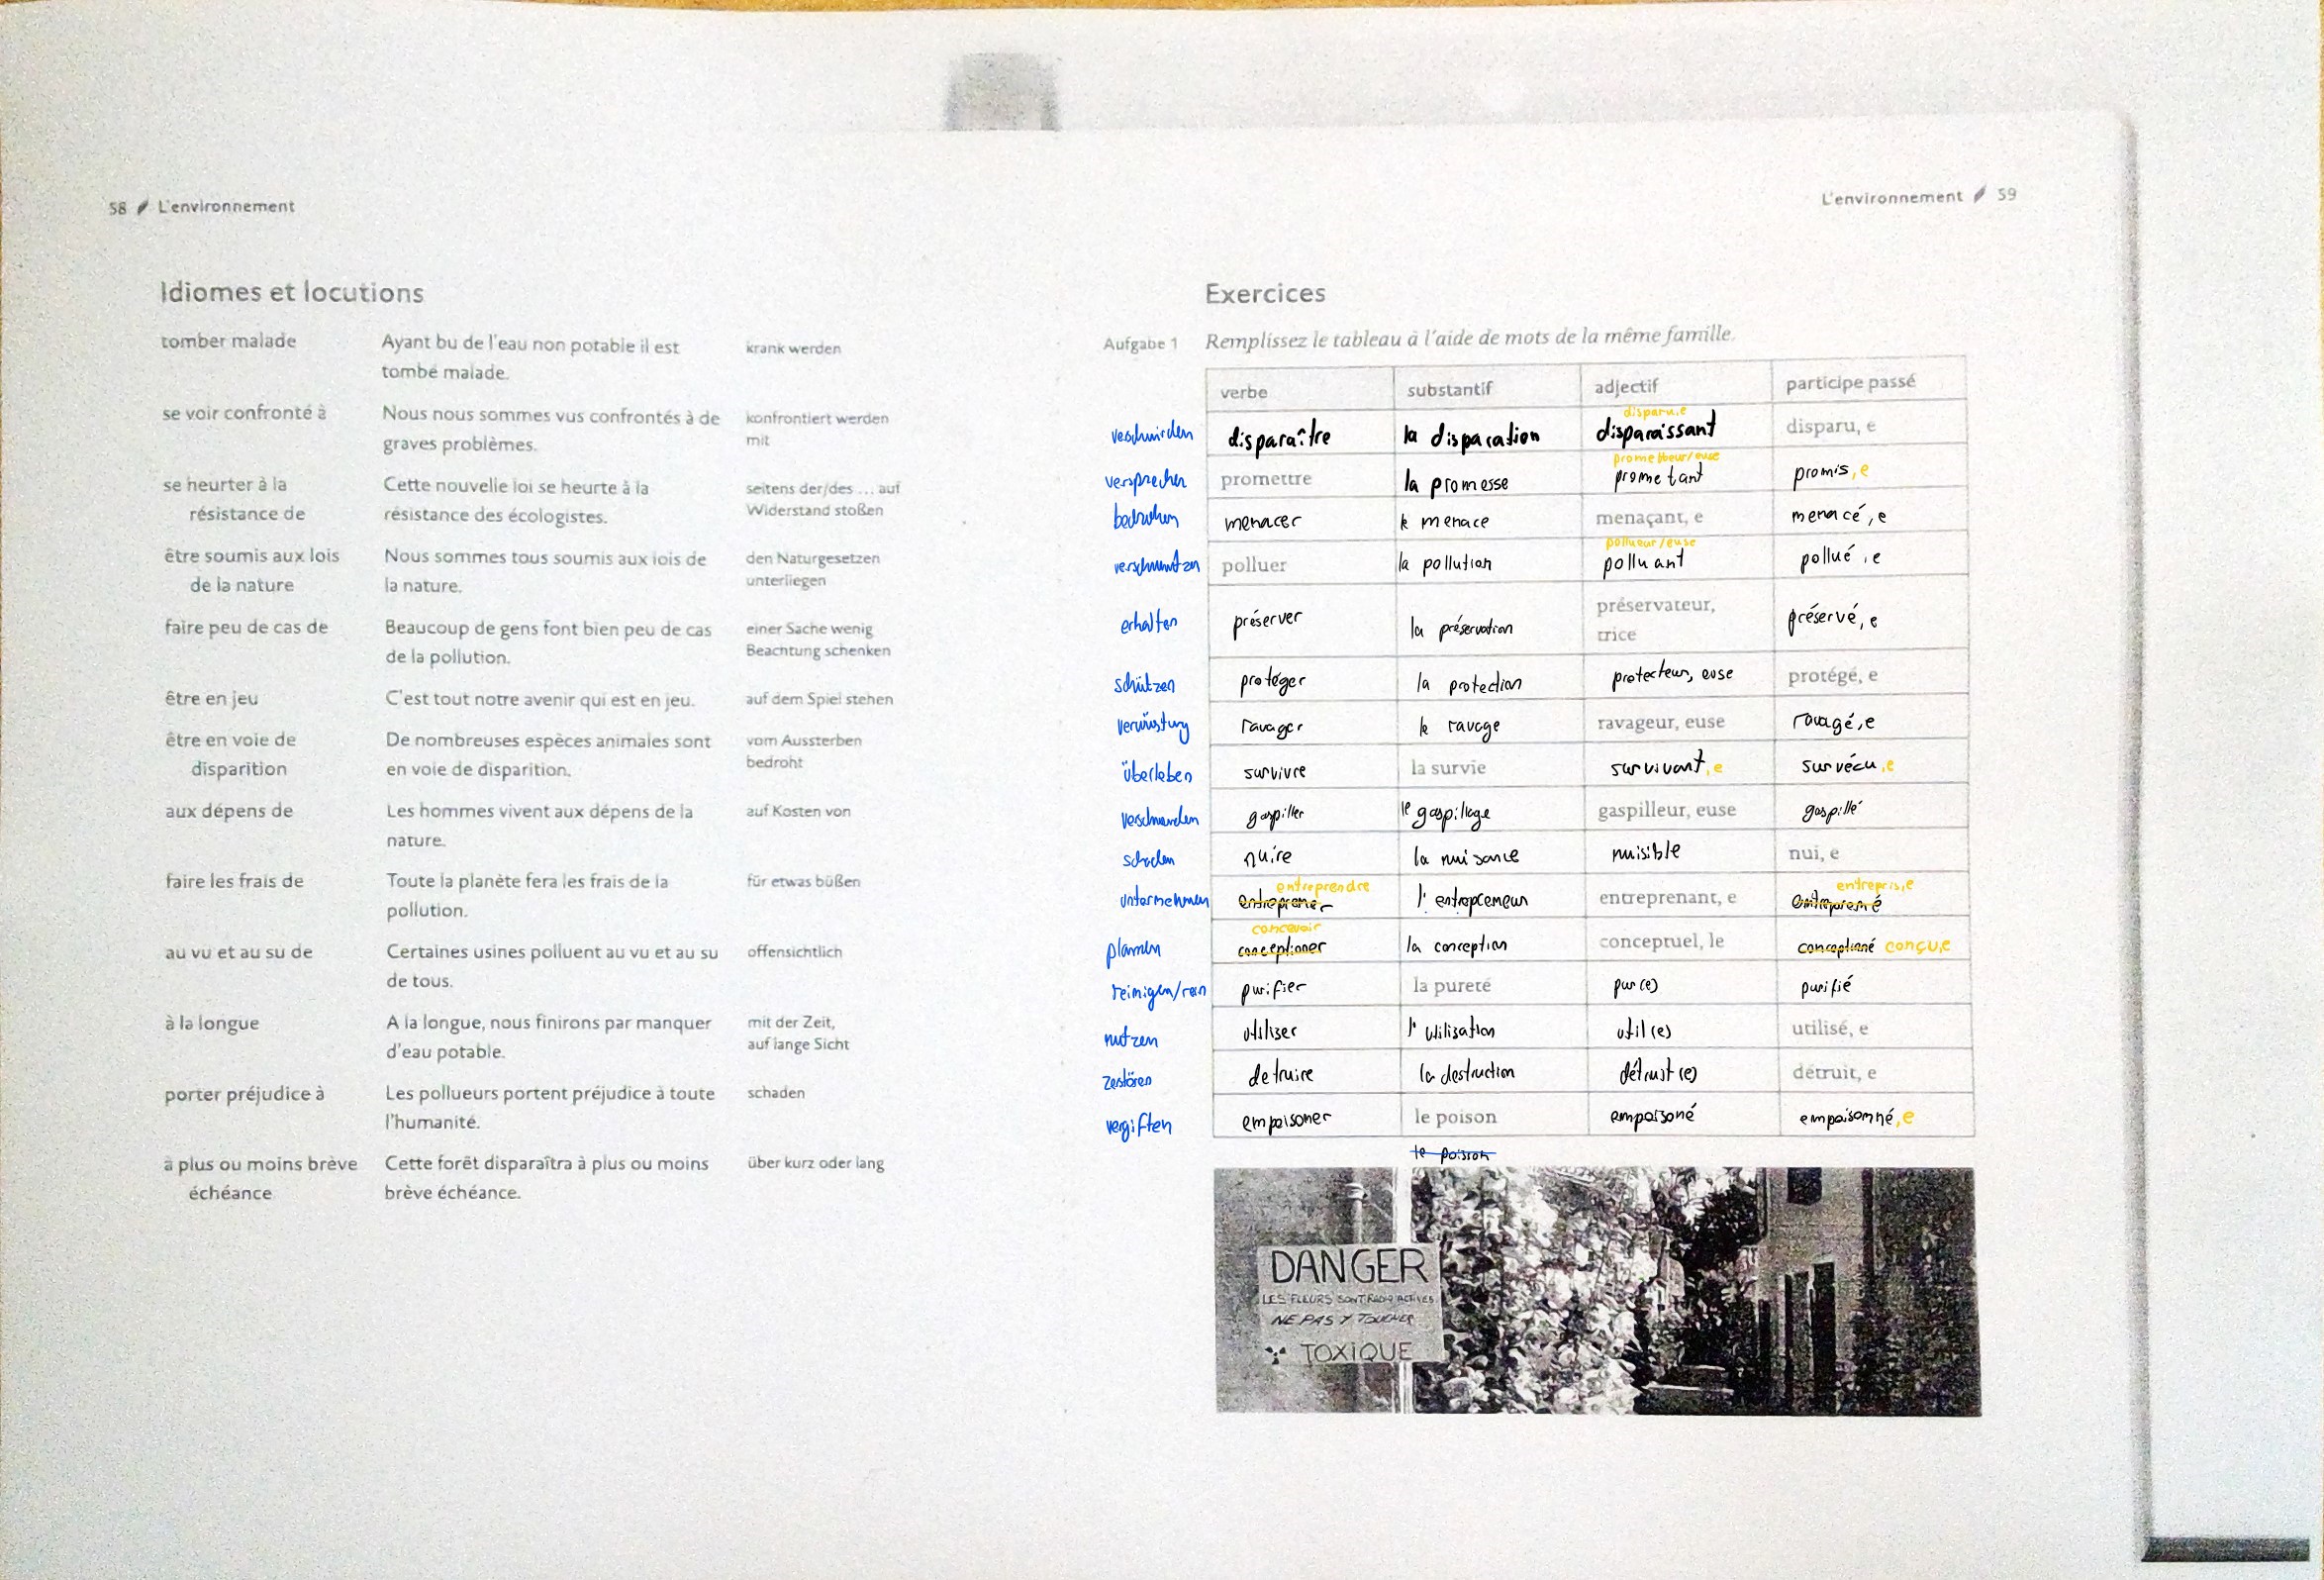 58 L'environnement
Idiomes et locutions
tomber malade Ayant bu de l'eau non potable il est krank werden
tombé malade.
se voir confronté à Nous nous sommes vus confrontés à de konfrontiert werden
graves problèmes. mit
se heurter à la Cette nouvelle loi se heurte à la seitens der/des ... auf
résistance de résistance des écologistes. Widerstand stoßen
être soumis aux lois Nous sommes tous soumis aux lois de den Naturgesetzen
de la nature la nature. unterliegen
faire peu de cas de Beaucoup de gens font bien peu de cas einer Sache wenig
de la pollution. Beachtung schenken
être en jeu C'est tout notre avenir qui est en jeu. auf dem Spiel stehen
être en voie de De nombreuses espèces animales sont vom Aussterben
disparition en voie de disparition. bedroht
aux dépens de Les hommes vivent aux dépens de la auf Kosten von
nature.
faire les frais de Toute la planète fera les frais de la für etwas büßen
pollution.
au vu et au su de Certaines usines polluent au vu et au su offensichtlich
de tous.
à la longue A la longue, nous finirons par manquer mit der Zeit,
d'eau potable. auf lange Sicht
porter préjudice à Les pollueurs portent préjudice à toute schaden
l'humanité.
à plus ou moins brève Cette forêt disparaîtra à plus ou moins über kurz oder lang
échéance brève échéance.
L'environnement 59
Exercices
Aufgabe 1 Remplissez le tableau à l'aide de mots de la même famille.
verbe substantif adjectif participe passé
disparu,e
verschwinden disparaître la disparation disparaissant disparu, e
prometteur/euse
versprechen promettre la promesse prometant promis,e
bedrohen menacer le menace menaçant, e menacé,e
pollueur/euse
verschmutzen polluer la pollution polluant pollué,e
erhalten préserver la préservation préservateur, préservé,e
trice
schützen protéger la protection protecteur, euse protégé, e
verwüstung ravager le ravage ravageur, euse ravagé,e
überleben survivre la survie survivant,e survécu,e
verschwenden gaspiller le gaspillage gaspilleur, euse gaspillé
schaden nuire la nuisance nuisible nui, e
entreprendre entrepris,e
unternehmen l'entrepreneur entreprenant, e
concevoir
planen conceptioner la conception conceptuel, le conceptioné conçu,e
reinigen/rein purifier la pureté pur(e) purifié
nutzen utiliser l'utilisation util(e) utilisé, e
zerstören detruire la destruction détruit(e) détruit, e
vergiften empoisoner le poison empoisoné empoisonné,e
le poisson
DANGER
LES FLEURS SONT RADIO ACTIVES
NE PAS Y TOUCHER
TOXIQUE